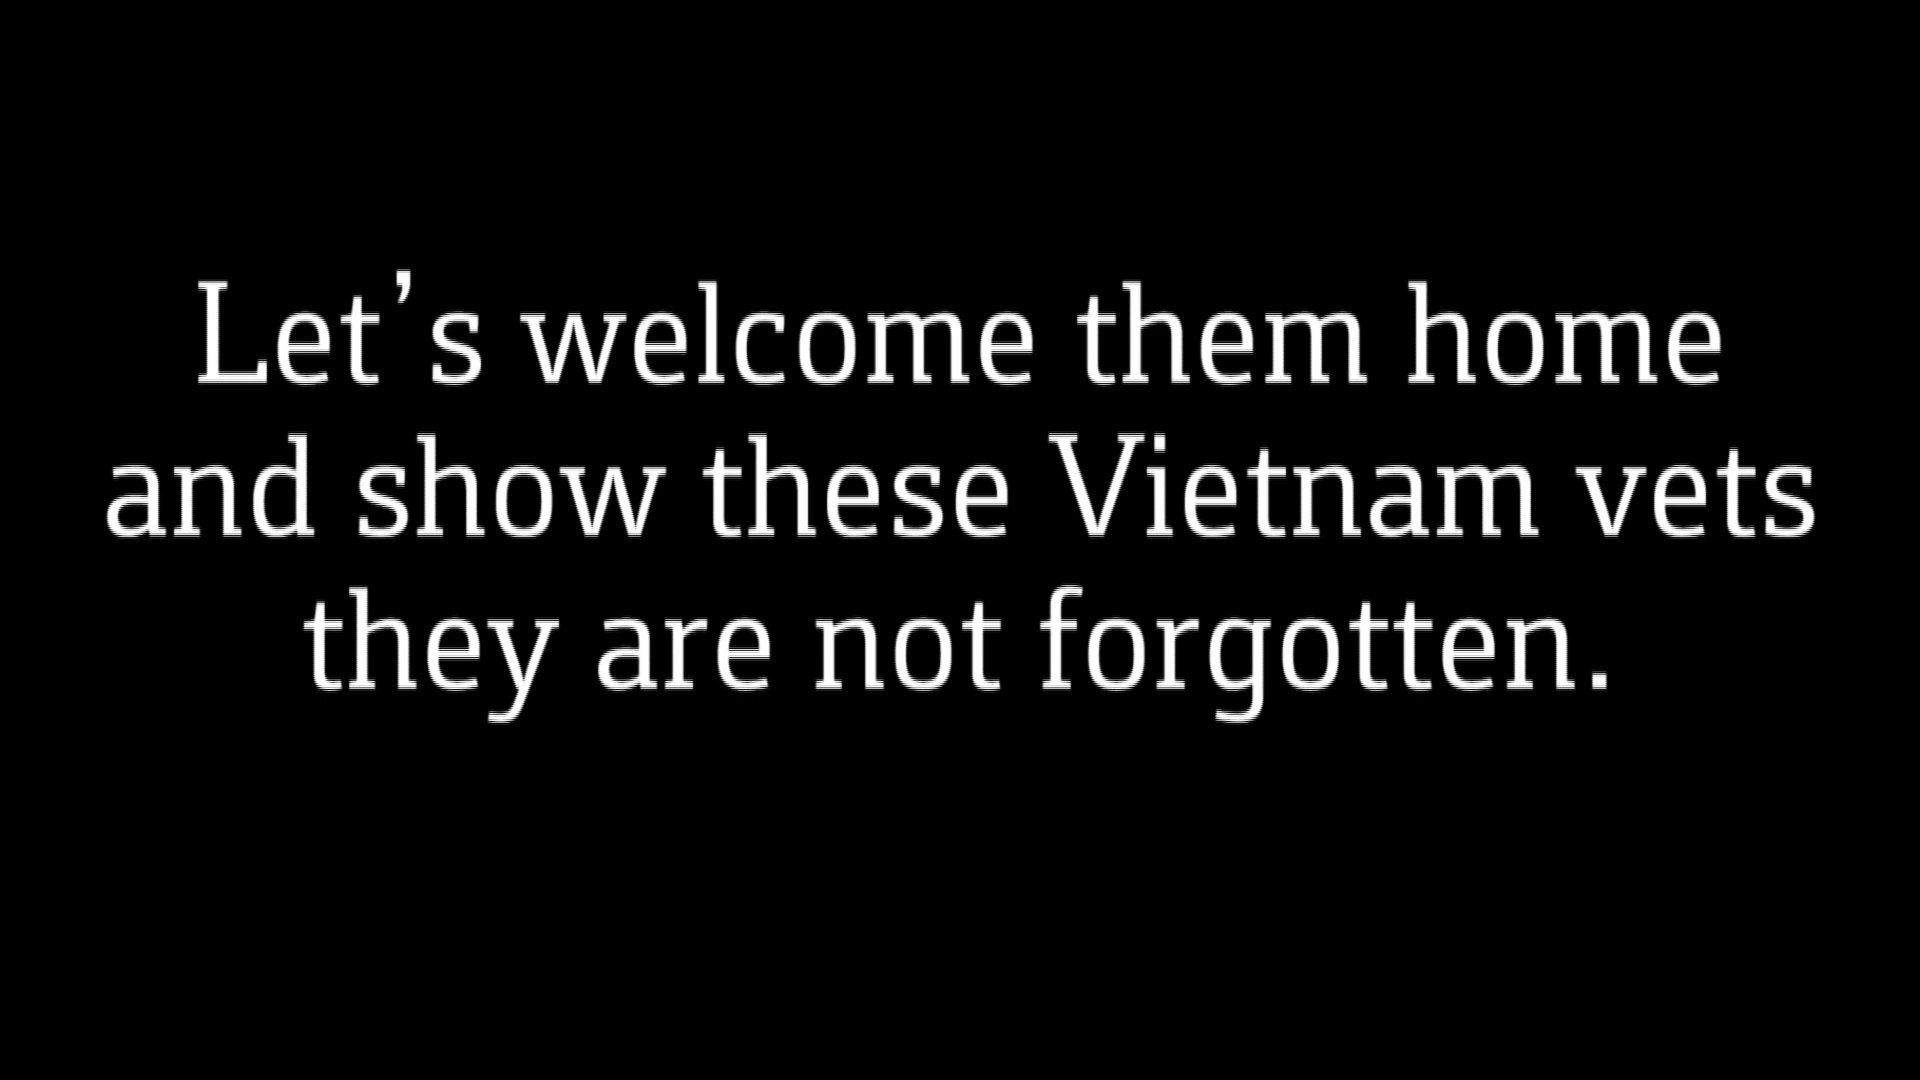 Let’s welcome them home
and show these Vietnam vets
they are not forgotten.